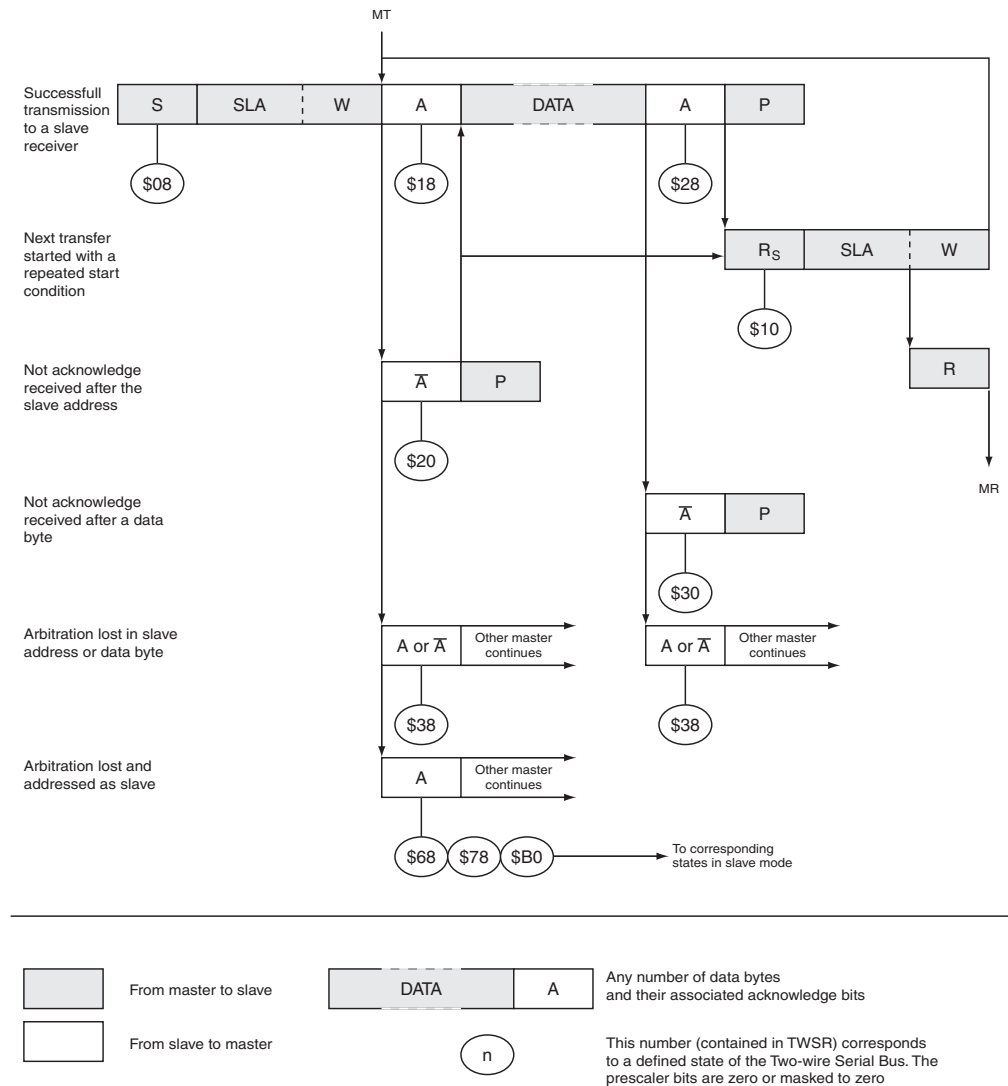 MT
Successfull
transmission
to a slave
receiver
S SLA W A DATA A P
$08 $18 $28
Next transfer
started with a
repeated start
condition
RS SLA W
$10
Not acknowledge
received after the
slave address
A̅ P
R
$20
MR
Not acknowledge
received after a data
byte
A̅ P
$30
Arbitration lost in slave
address or data byte
A or A̅ Other master
continues
A or A̅ Other master
continues
$38 $38
Arbitration lost and
addressed as slave
A Other master
continues
$68 $78 $B0
To corresponding
states in slave mode
From master to slave
DATA A
Any number of data bytes
and their associated acknowledge bits
From slave to master
n
This number (contained in TWSR) corresponds
to a defined state of the Two-wire Serial Bus. The
prescaler bits are zero or masked to zero